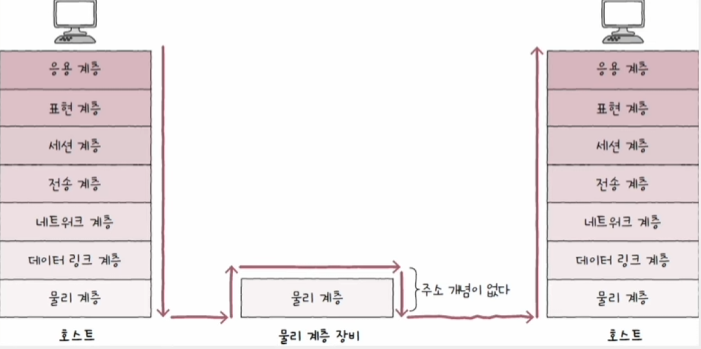 응용 계층
표현 계층
세션 계층
전송 계층
네트워크 계층
데이터 링크 계층
물리 계층
호스트
물리 계층
주소 개념이 없다
물리 계층 장비
응용 계층
표현 계층
세션 계층
전송 계층
네트워크 계층
데이터 링크 계층
물리 계층
호스트